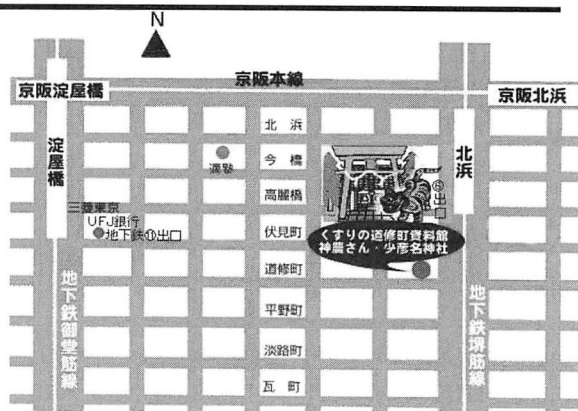 N
京阪本線
京阪淀屋橋
京阪北浜
淀屋橋
北浜
北浜
今橋
適塾
高麗橋
⑥出口
三菱東京
UFJ銀行
地下鉄⑪出口
伏見町
くすりの道修町資料館
神農さん・少彦名神社
道修町
平野町
淡路町
瓦町
地下鉄御堂筋線
地下鉄堺筋線